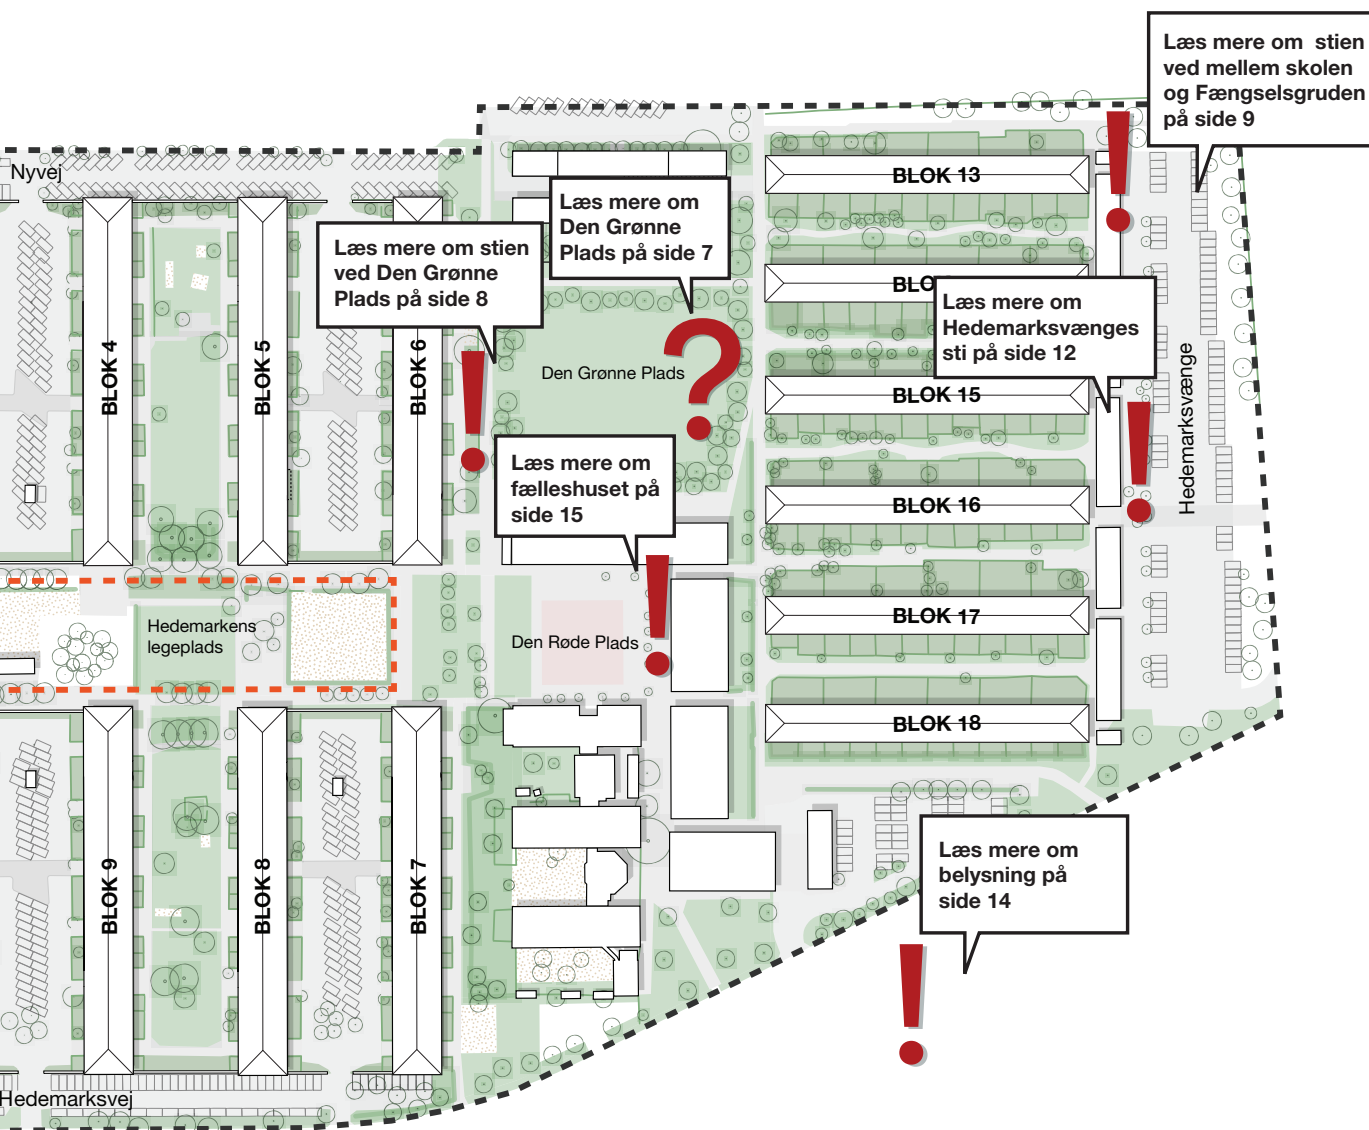 Læs mere om  stien
ved mellem skolen
og Fængselsgruden
på side 9
Nyvej
BLOK 13
Læs mere om
Den Grønne
Plads på side 7
Læs mere om stien
ved Den Grønne
Plads på side 8
BLO
Læs mere om
Hedemarksvænges
sti på side 12
BLOK 4
BLOK 5
BLOK 6
Den Grønne Plads
BLOK 15
Hedemarksvænge
Læs mere om
fælleshuset på
side 15
BLOK 16
Hedemarkens
legeplads
Den Røde Plads
BLOK 17
BLOK 18
BLOK 9
BLOK 8
BLOK 7
Læs mere om
belysning på
side 14
Hedemarksvej